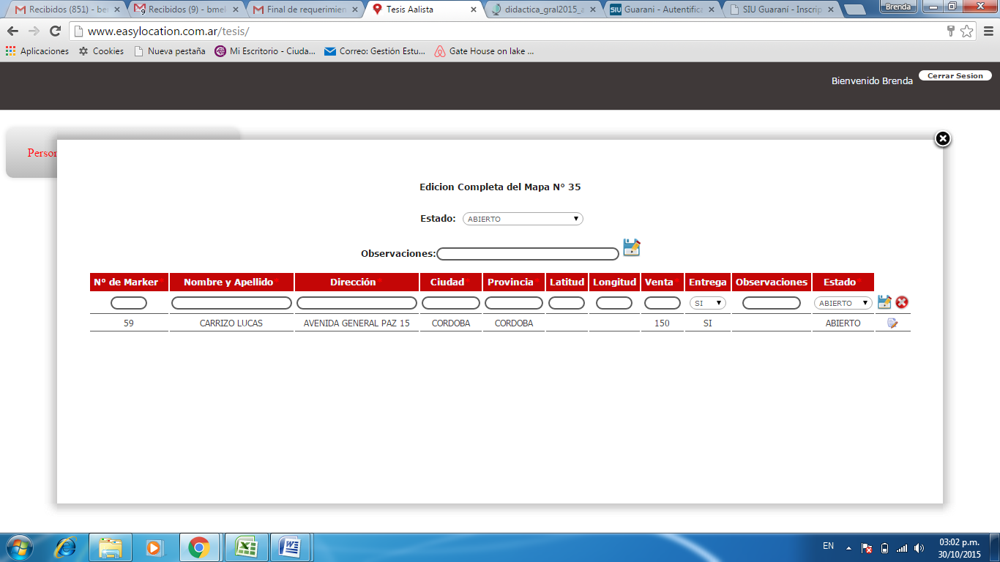 Recibidos (851) - be
Recibidos (9) - bmel
Final de requerimien
Tesis Aalista
didactica_gral2015_a
SIU Guarani - Autentifica
SIU Guaraní - Inscrip
Brenda
www.easylocation.com.ar/tesis/
Aplicaciones Cookies Nueva pestaña Mi Escritorio - Ciuda... Correo: Gestión Estu... Gate House on lake ...
Bienvenido Brenda Cerrar Sesion
Person
Edicion Completa del Mapa N° 35
Estado: ABIERTO
Observaciones:
N° de Marker* Nombre y Apellido* Dirección* Ciudad* Provincia* Latitud Longitud Venta* Entrega Observaciones Estado*
SI ABIERTO
59 CARRIZO LUCAS AVENIDA GENERAL PAZ 15 CORDOBA CORDOBA 150 SI ABIERTO
EN 03:02 p.m.
30/10/2015